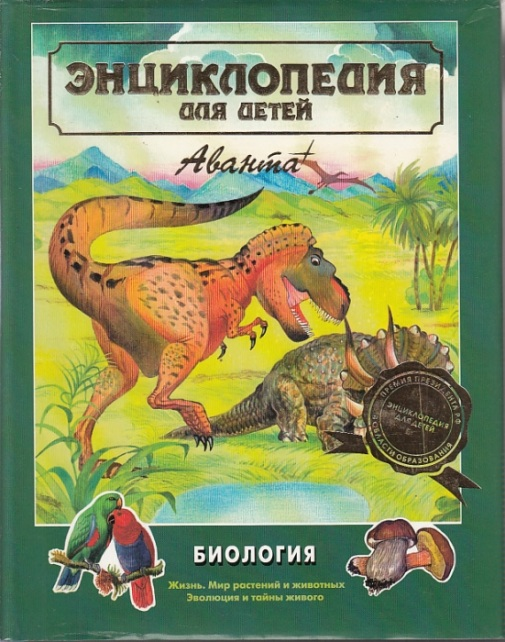 ЭНЦИКЛОПЕДИЯ
ДЛЯ ДЕТЕЙ
Аванта+
ПРЕМИЯ ПРЕЗИДЕНТА РФ
В ОБЛАСТИ ОБРАЗОВАНИЯ
ЭНЦИКЛОПЕДИЯ
ДЛЯ ДЕТЕЙ
БИОЛОГИЯ
Жизнь. Мир растений и животных
Эволюция и тайны живого